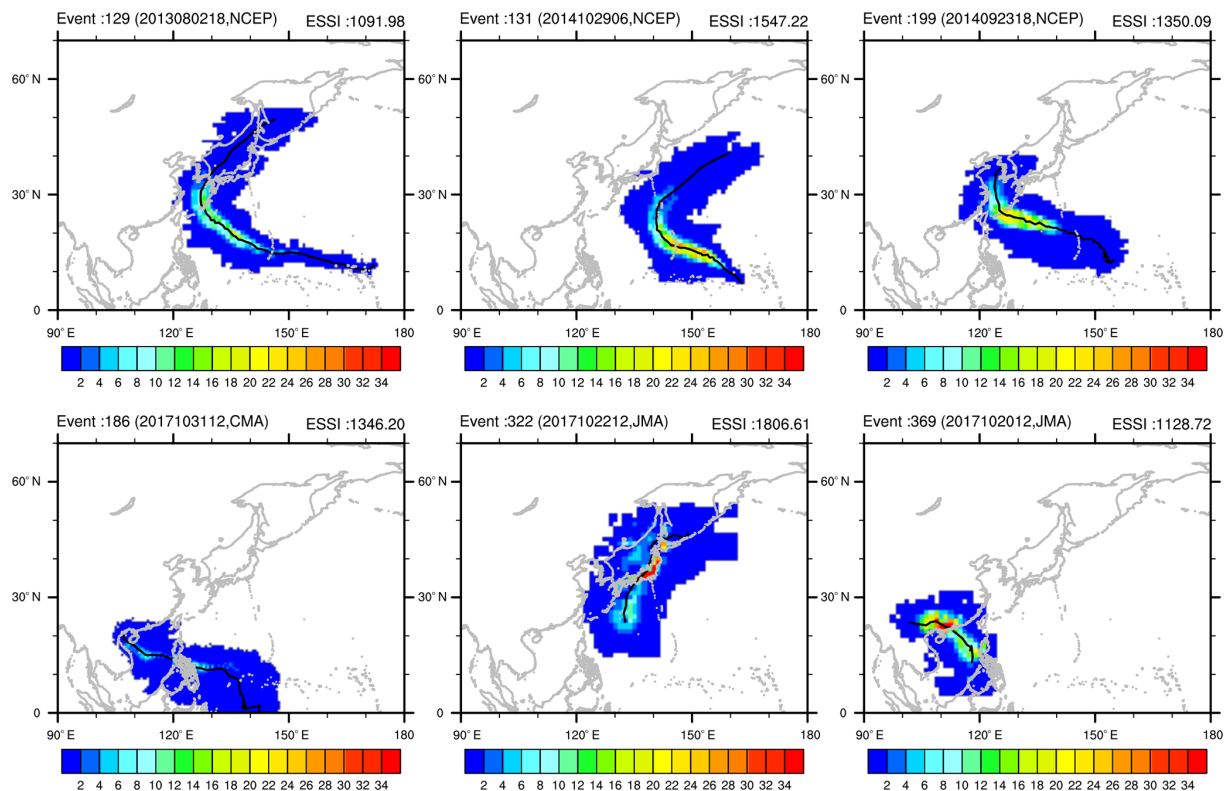 Event :129 (2013080218,NCEP) ESSI :1091.98
Event :131 (2014102906,NCEP) ESSI :1547.22
Event :199 (2014092318,NCEP) ESSI :1350.09
60° N
30° N
0
90° E 120° E 150° E 180
60° N
30° N
0
90° E 120° E 150° E 180
60° N
30° N
0
90° E 120° E 150° E 180
2 4 6 8 10 12 14 16 18 20 22 24 26 28 30 32 34
2 4 6 8 10 12 14 16 18 20 22 24 26 28 30 32 34
2 4 6 8 10 12 14 16 18 20 22 24 26 28 30 32 34
Event :186 (2017103112,CMA) ESSI :1346.20
Event :322 (2017102212,JMA) ESSI :1806.61
Event :369 (2017102012,JMA) ESSI :1128.72
60° N
30° N
0
90° E 120° E 150° E 180
60° N
30° N
0
90° E 120° E 150° E 180
60° N
30° N
0
90° E 120° E 150° E 180
2 4 6 8 10 12 14 16 18 20 22 24 26 28 30 32 34
2 4 6 8 10 12 14 16 18 20 22 24 26 28 30 32 34
2 4 6 8 10 12 14 16 18 20 22 24 26 28 30 32 34